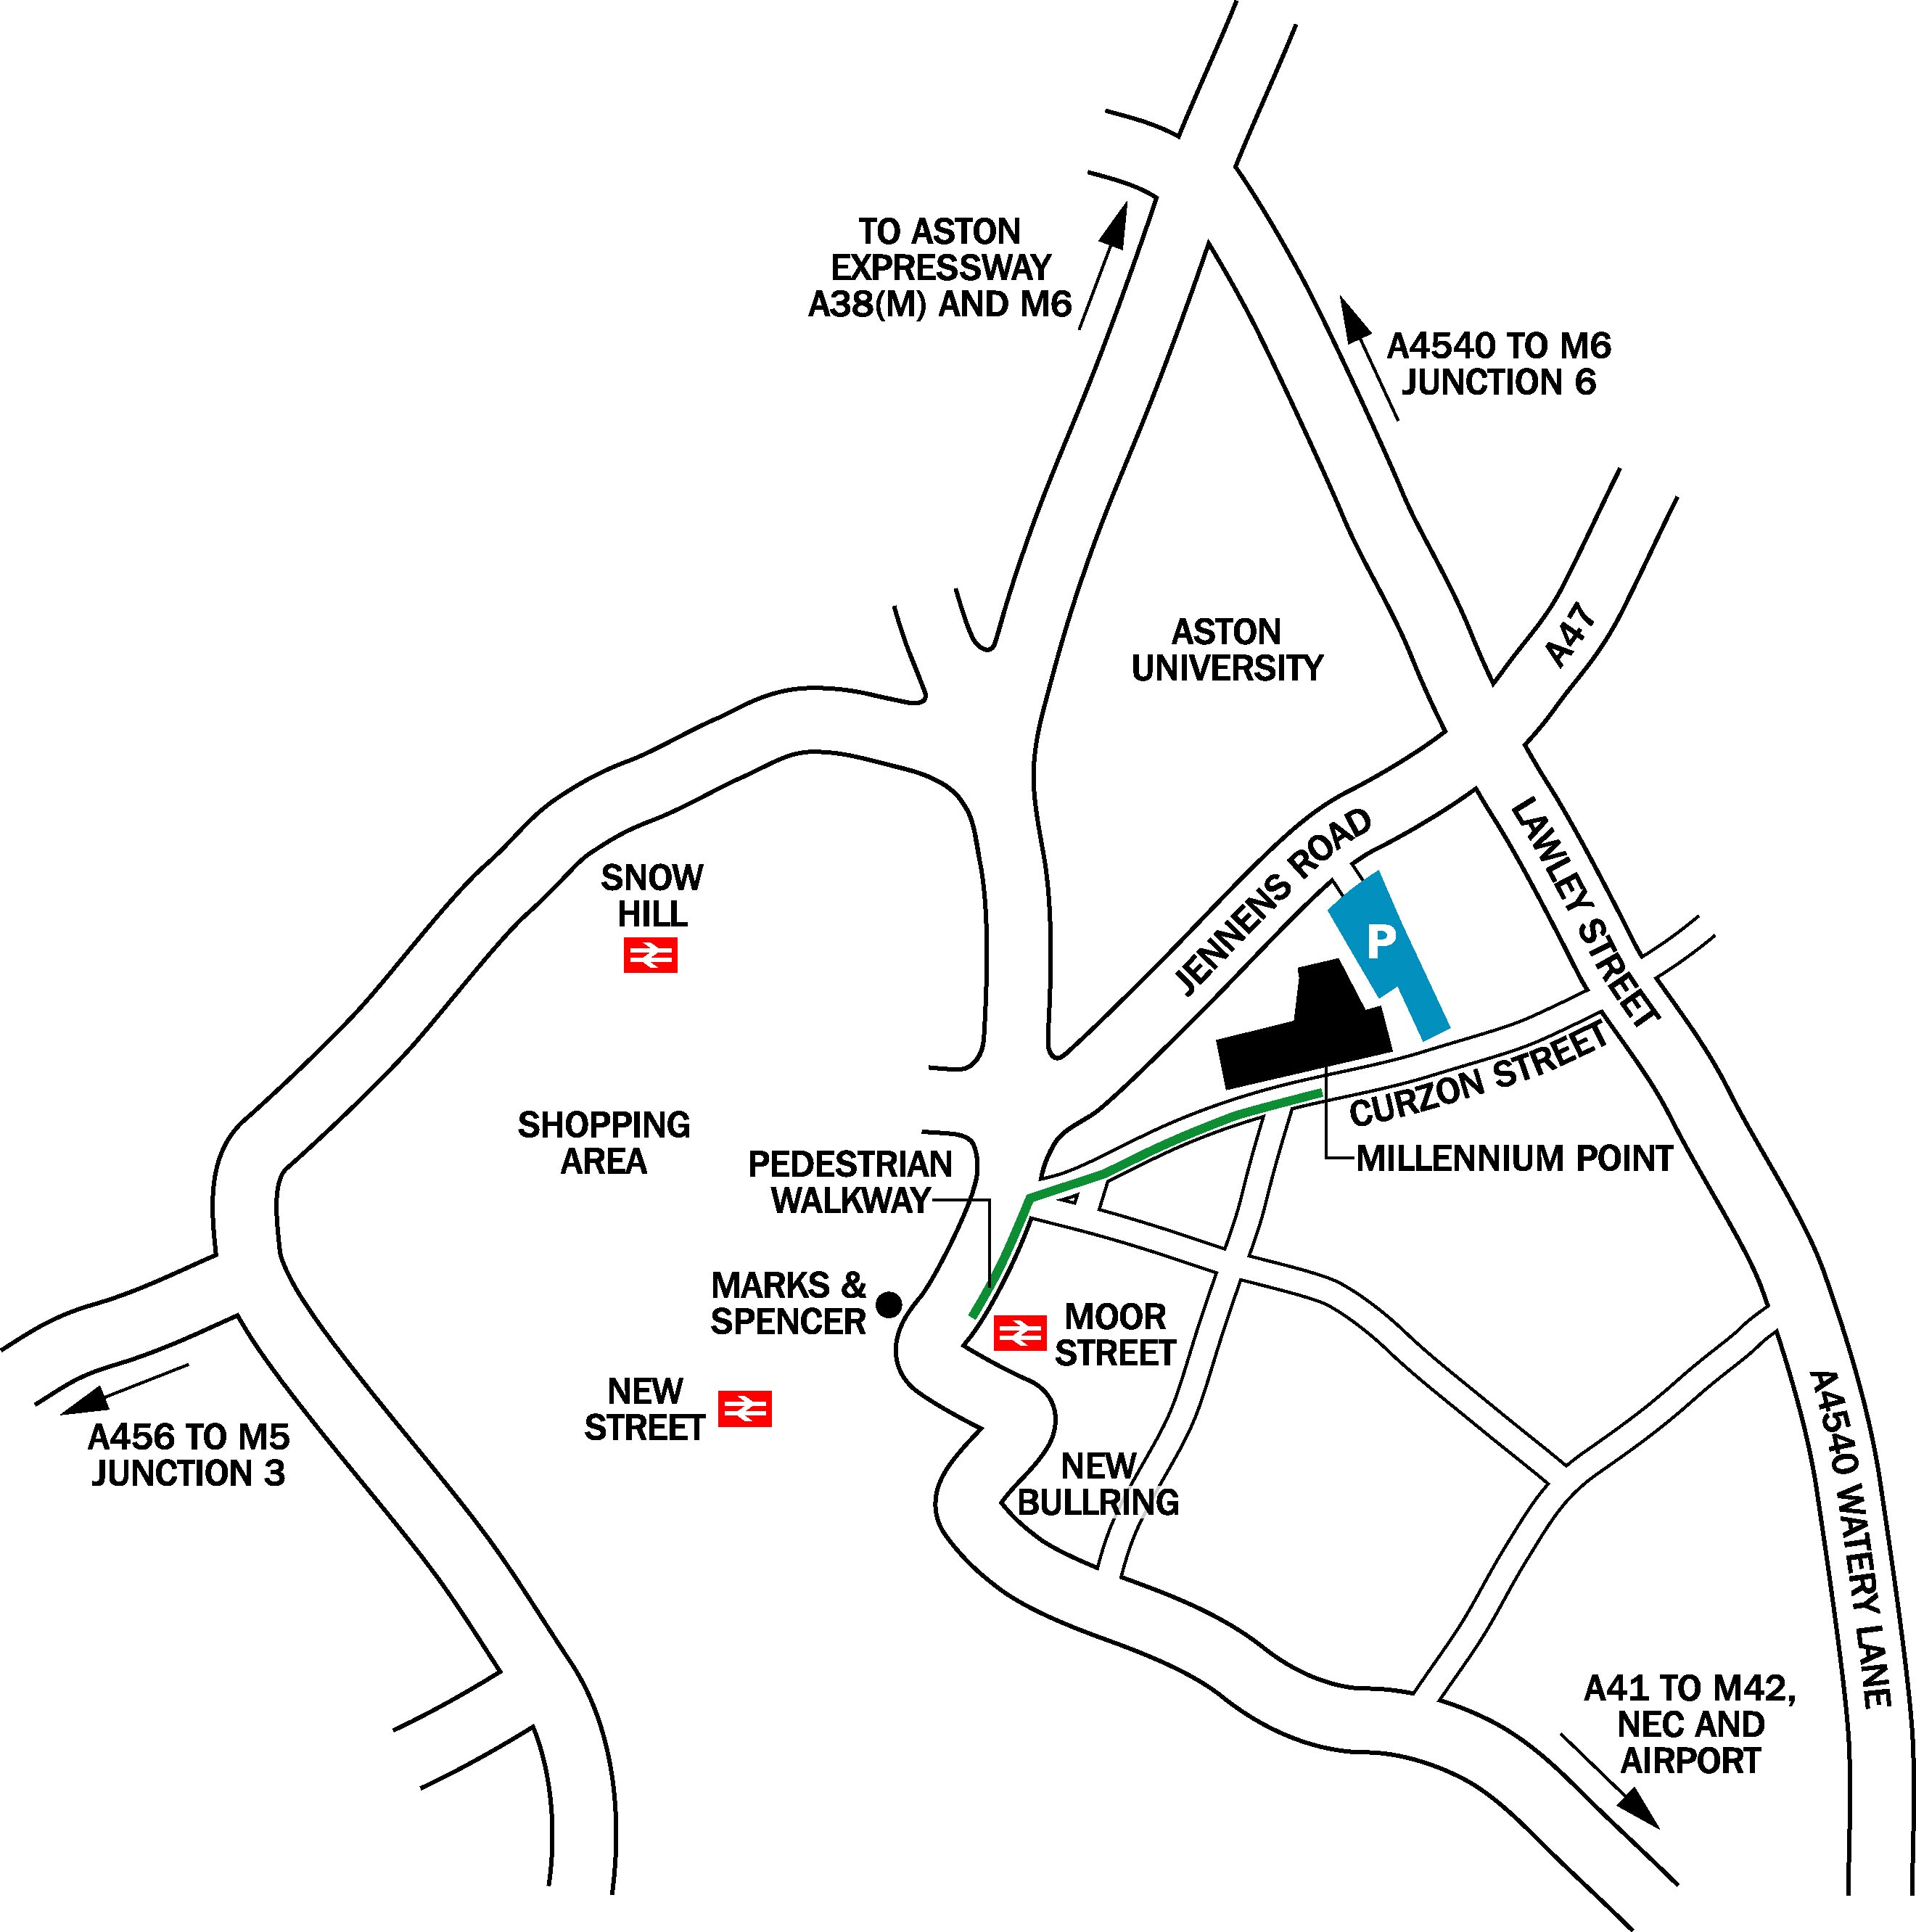 TO ASTON
EXPRESSWAY
A38(M) AND M6
A4540 TO M6
JUNCTION 6
A47
ASTON
UNIVERSITY
JENNENS ROAD
LAWLEY STREET
SNOW
HILL
P
CURZON STREET
SHOPPING
AREA
PEDESTRIAN
WALKWAY
MILLENNIUM POINT
MARKS &
SPENCER
MOOR
STREET
NEW
STREET
A456 TO M5
JUNCTION 3
NEW
BULLRING
A4540 WATERY LANE
A41 TO M42,
NEC AND
AIRPORT